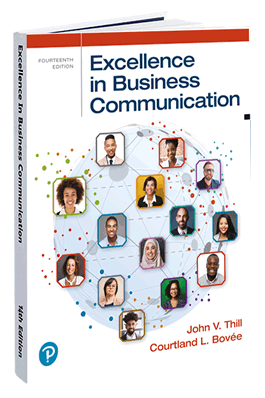 FOURTEENTH
EDITION
Excellence
in Business
Communication
John V. Thill
Courtland L. Bovée
P
Excellence In Business Communication
14th Edition